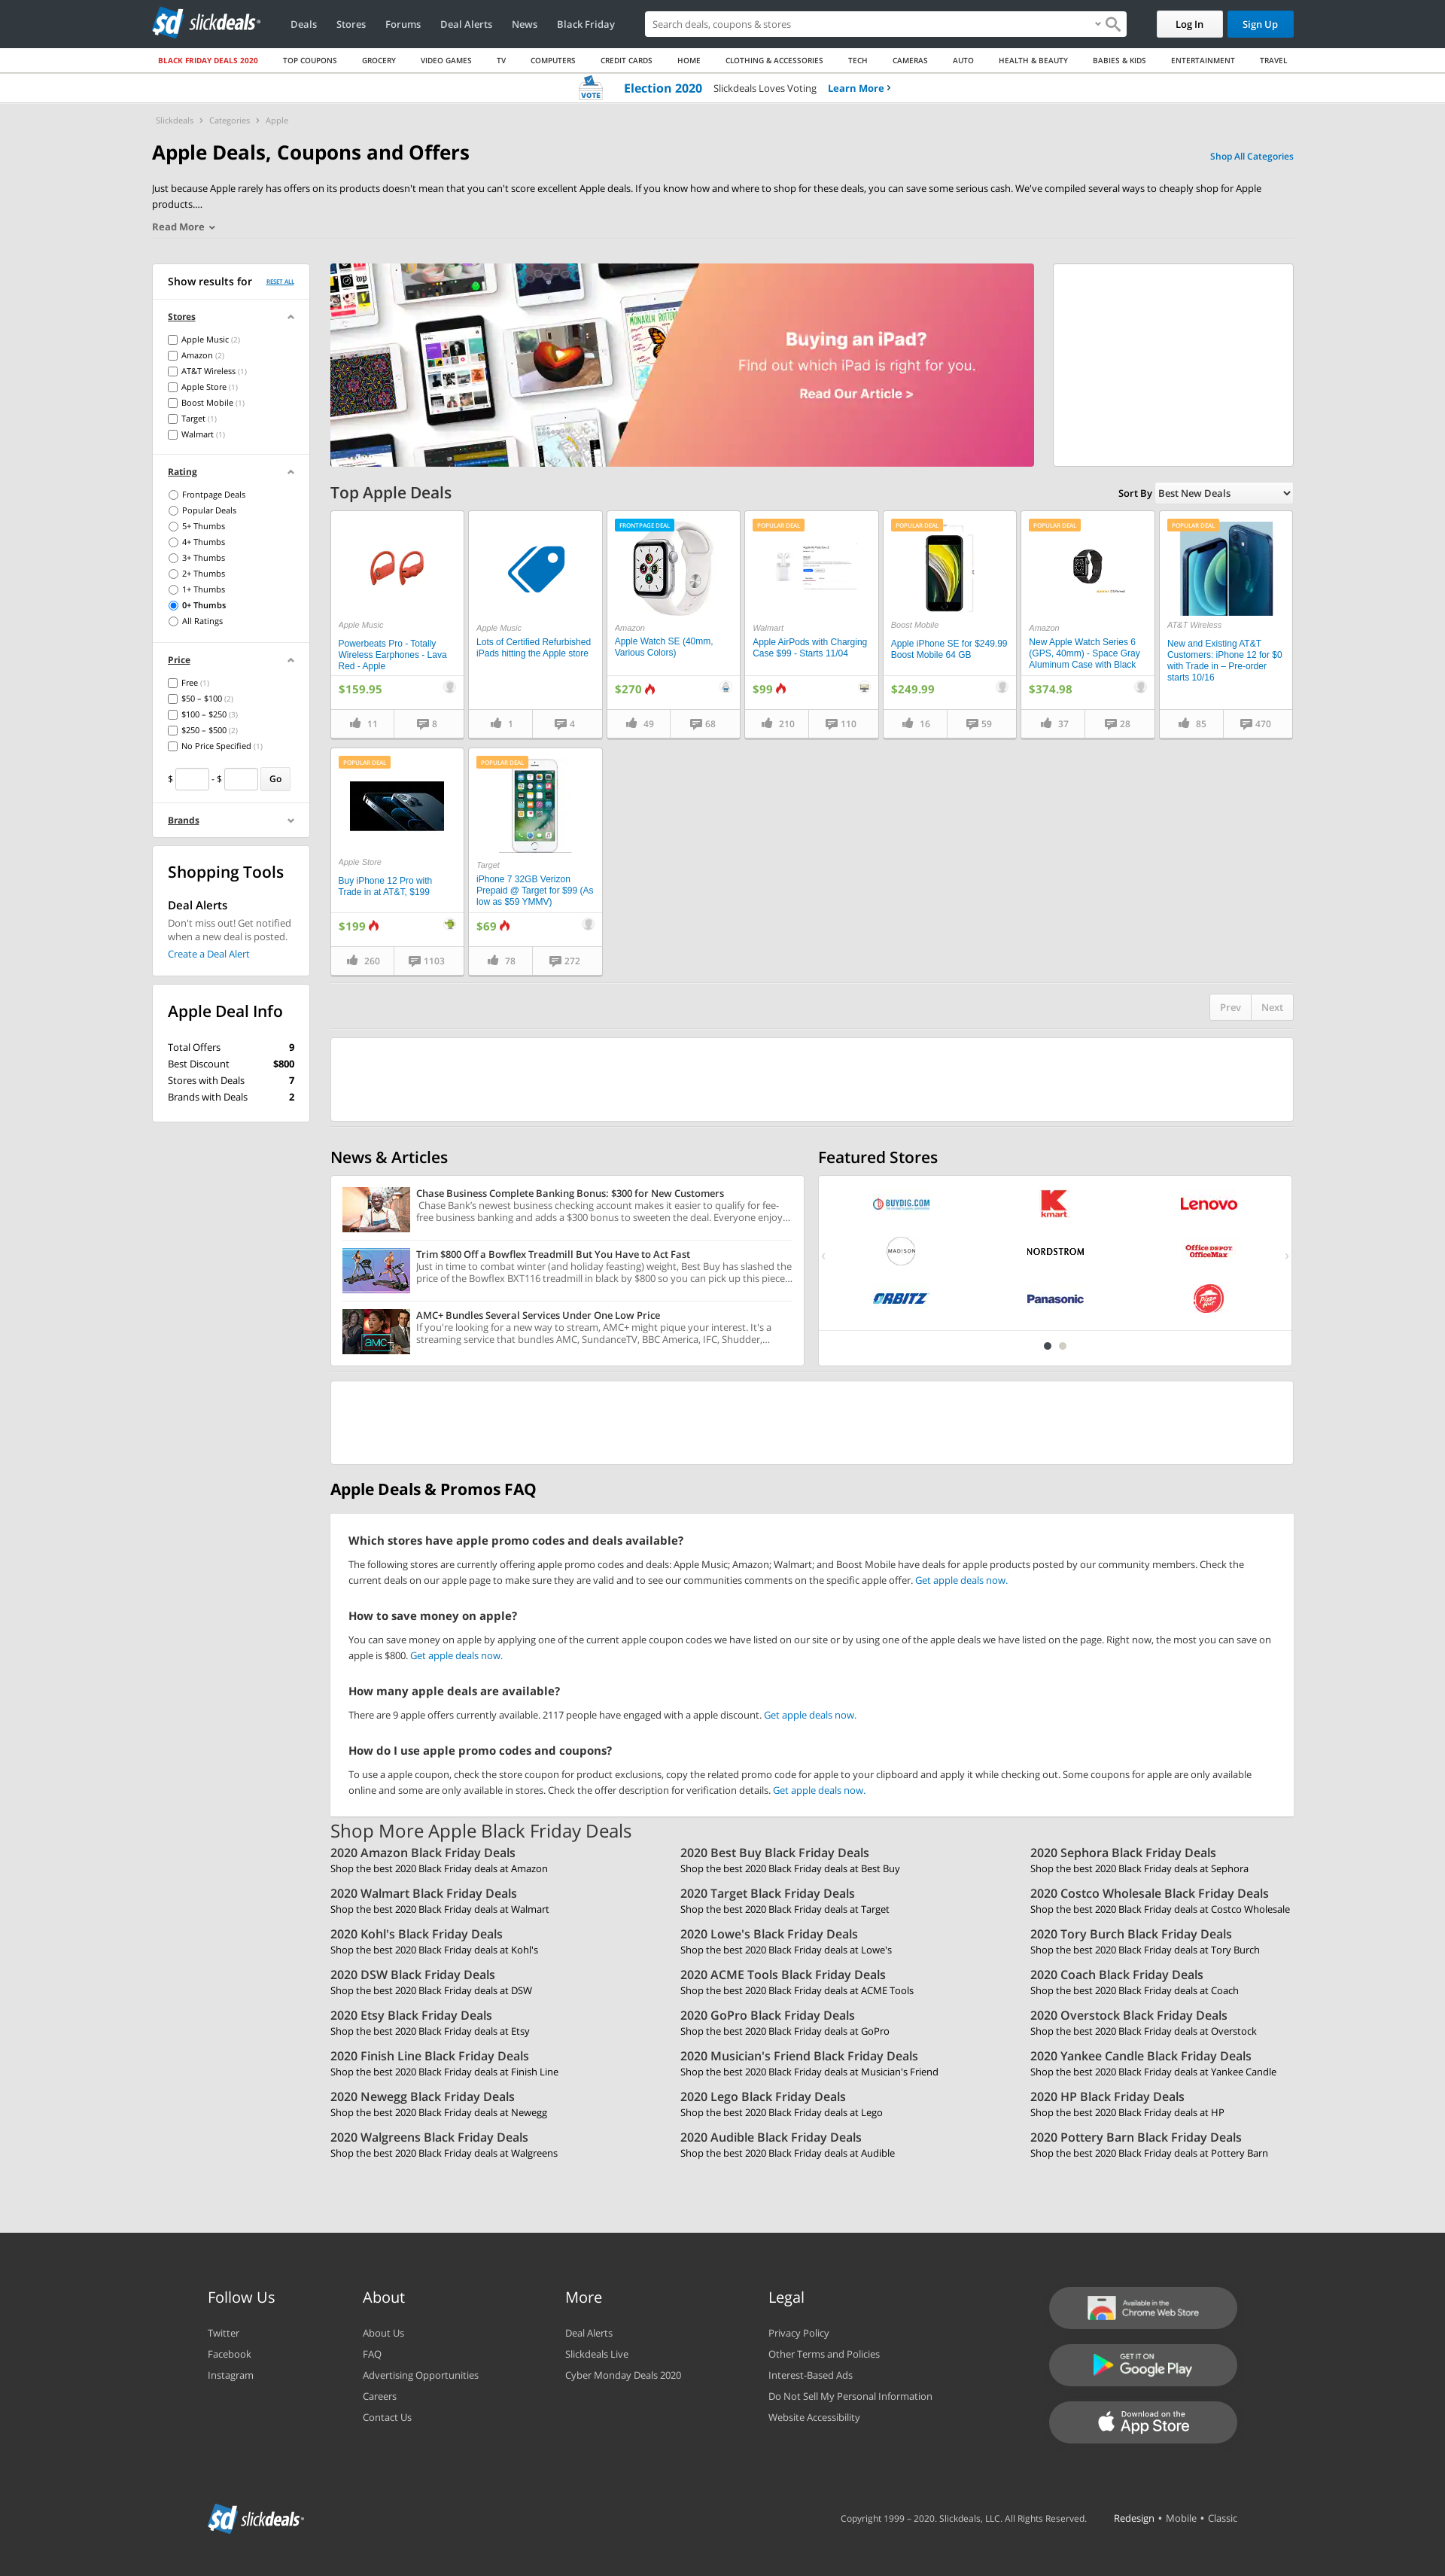 slickdeals
Deals Stores Forums Deal Alerts News Black Friday
Search deals, coupons & stores
Log In Sign Up
BLACK FRIDAY DEALS 2020 TOP COUPONS GROCERY VIDEO GAMES TV COMPUTERS CREDIT CARDS HOME CLOTHING & ACCESSORIES TECH CAMERAS AUTO HEALTH & BEAUTY BABIES & KIDS ENTERTAINMENT TRAVEL
VOTE Election 2020 Slickdeals Loves Voting Learn More
Slickdeals Categories Apple
Apple Deals, Coupons and Offers
Shop All Categories
Just because Apple rarely has offers on its products doesn't mean that you can't score excellent Apple deals. If you know how and where to shop for these deals, you can save some serious cash. We've compiled several ways to cheaply shop for Apple
products....
Read More
Show results for RESET ALL
Stores
Apple Music (2)
Amazon (2)
AT&T Wireless (1)
Apple Store (1)
Boost Mobile (1)
Target (1)
Walmart (1)
Rating
Frontpage Deals
Popular Deals
5+ Thumbs
4+ Thumbs
3+ Thumbs
2+ Thumbs
1+ Thumbs
0+ Thumbs
All Ratings
Price
Free (1)
$50 – $100 (2)
$100 – $250 (3)
$250 – $500 (2)
No Price Specified (1)
$ - $ Go
Brands
Shopping Tools
Deal Alerts
Don't miss out! Get notified
when a new deal is posted.
Create a Deal Alert
Apple Deal Info
Total Offers 9
Best Discount $800
Stores with Deals 7
Brands with Deals 2
Buying an iPad?
Find out which iPad is right for you.
Read Our Article >
Top Apple Deals
Sort By Best New Deals
Apple Music
Powerbeats Pro - Totally
Wireless Earphones - Lava
Red - Apple
$159.95
11 8
Apple Music
Lots of Certified Refurbished
iPads hitting the Apple store
1 4
FRONTPAGE DEAL
Amazon
Apple Watch SE (40mm,
Various Colors)
$270
49 68
POPULAR DEAL
Walmart
Apple AirPods with Charging
Case $99 - Starts 11/04
$99
210 110
POPULAR DEAL
Boost Mobile
Apple iPhone SE for $249.99
Boost Mobile 64 GB
$249.99
16 59
POPULAR DEAL
Amazon
New Apple Watch Series 6
(GPS, 40mm) - Space Gray
Aluminum Case with Black
$374.98
37 28
POPULAR DEAL
AT&T Wireless
New and Existing AT&T
Customers: iPhone 12 for $0
with Trade in – Pre-order
starts 10/16
85 470
POPULAR DEAL
Apple Store
Buy iPhone 12 Pro with
Trade in at AT&T, $199
$199
260 1103
POPULAR DEAL
Target
iPhone 7 32GB Verizon
Prepaid @ Target for $99 (As
low as $59 YMMV)
$69
78 272
Prev Next
News & Articles
Chase Business Complete Banking Bonus: $300 for New Customers
Chase Bank's newest business checking account makes it easier to qualify for fee-
free business banking and adds a $300 bonus to sweeten the deal. Everyone enjoy...
Trim $800 Off a Bowflex Treadmill But You Have to Act Fast
Just in time to combat winter (and holiday feasting) weight, Best Buy has slashed the
price of the Bowflex BXT116 treadmill in black by $800 so you can pick up this piece...
AMC+
AMC+ Bundles Several Services Under One Low Price
If you're looking for a new way to stream, AMC+ might pique your interest. It's a
streaming service that bundles AMC, SundanceTV, BBC America, IFC, Shudder,...
Featured Stores
BUYDIG.COM kmart Lenovo
MADISON NORDSTROM Office DEPOT OfficeMax
ORBITZ Panasonic Pizza Hut
Apple Deals & Promos FAQ
Which stores have apple promo codes and deals available?
The following stores are currently offering apple promo codes and deals: Apple Music; Amazon; Walmart; and Boost Mobile have deals for apple products posted by our community members. Check the
current deals on our apple page to make sure they are valid and to see our communities comments on the specific apple offer. Get apple deals now.
How to save money on apple?
You can save money on apple by applying one of the current apple coupon codes we have listed on our site or by using one of the apple deals we have listed on the page. Right now, the most you can save on
apple is $800. Get apple deals now.
How many apple deals are available?
There are 9 apple offers currently available. 2117 people have engaged with a apple discount. Get apple deals now.
How do I use apple promo codes and coupons?
To use a apple coupon, check the store coupon for product exclusions, copy the related promo code for apple to your clipboard and apply it while checking out. Some coupons for apple are only available
online and some are only available in stores. Check the offer description for verification details. Get apple deals now.
Shop More Apple Black Friday Deals
2020 Amazon Black Friday Deals 2020 Best Buy Black Friday Deals 2020 Sephora Black Friday Deals
Shop the best 2020 Black Friday deals at Amazon Shop the best 2020 Black Friday deals at Best Buy Shop the best 2020 Black Friday deals at Sephora
2020 Walmart Black Friday Deals 2020 Target Black Friday Deals 2020 Costco Wholesale Black Friday Deals
Shop the best 2020 Black Friday deals at Walmart Shop the best 2020 Black Friday deals at Target Shop the best 2020 Black Friday deals at Costco Wholesale
2020 Kohl's Black Friday Deals 2020 Lowe's Black Friday Deals 2020 Tory Burch Black Friday Deals
Shop the best 2020 Black Friday deals at Kohl's Shop the best 2020 Black Friday deals at Lowe's Shop the best 2020 Black Friday deals at Tory Burch
2020 DSW Black Friday Deals 2020 ACME Tools Black Friday Deals 2020 Coach Black Friday Deals
Shop the best 2020 Black Friday deals at DSW Shop the best 2020 Black Friday deals at ACME Tools Shop the best 2020 Black Friday deals at Coach
2020 Etsy Black Friday Deals 2020 GoPro Black Friday Deals 2020 Overstock Black Friday Deals
Shop the best 2020 Black Friday deals at Etsy Shop the best 2020 Black Friday deals at GoPro Shop the best 2020 Black Friday deals at Overstock
2020 Finish Line Black Friday Deals 2020 Musician's Friend Black Friday Deals 2020 Yankee Candle Black Friday Deals
Shop the best 2020 Black Friday deals at Finish Line Shop the best 2020 Black Friday deals at Musician's Friend Shop the best 2020 Black Friday deals at Yankee Candle
2020 Newegg Black Friday Deals 2020 Lego Black Friday Deals 2020 HP Black Friday Deals
Shop the best 2020 Black Friday deals at Newegg Shop the best 2020 Black Friday deals at Lego Shop the best 2020 Black Friday deals at HP
2020 Walgreens Black Friday Deals 2020 Audible Black Friday Deals 2020 Pottery Barn Black Friday Deals
Shop the best 2020 Black Friday deals at Walgreens Shop the best 2020 Black Friday deals at Audible Shop the best 2020 Black Friday deals at Pottery Barn
Follow Us
Twitter
Facebook
Instagram
About
About Us
FAQ
Advertising Opportunities
Careers
Contact Us
More
Deal Alerts
Slickdeals Live
Cyber Monday Deals 2020
Legal
Privacy Policy
Other Terms and Policies
Interest-Based Ads
Do Not Sell My Personal Information
Website Accessibility
Available in the
Chrome Web Store
GET IT ON
Google Play
Download on the
App Store
slickdeals
Copyright 1999 – 2020. Slickdeals, LLC. All Rights Reserved. Redesign • Mobile • Classic